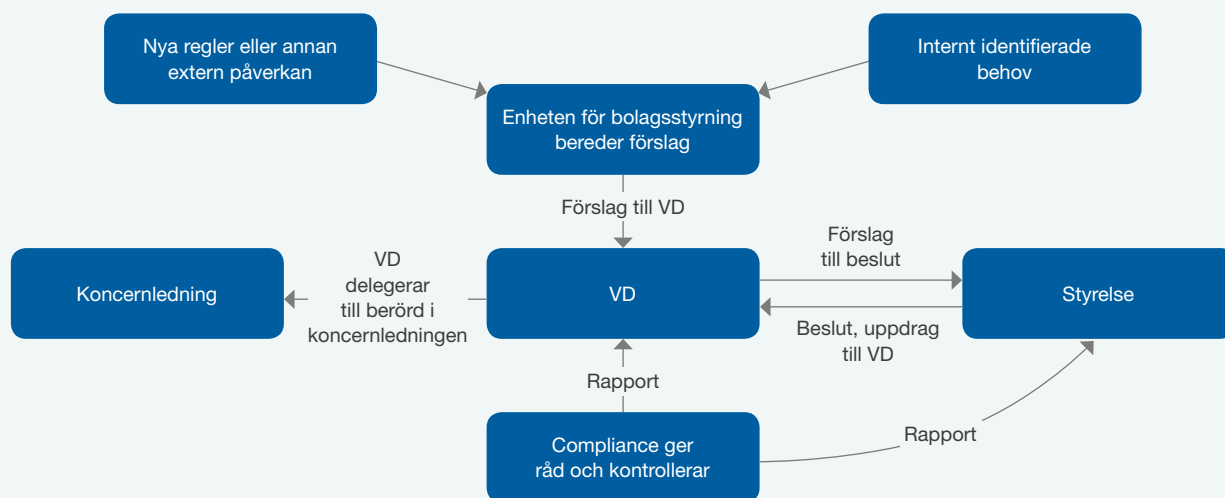 Nya regler eller annan
extern påverkan
Internt identifierade
behov
Enheten för bolagsstyrning
bereder förslag
Förslag till VD
Koncernledning
VD
delegerar
till berörd i
koncernledningen
VD
Förslag
till beslut
Beslut, uppdrag
till VD
Styrelse
Rapport
Compliance ger
råd och kontrollerar
Rapport